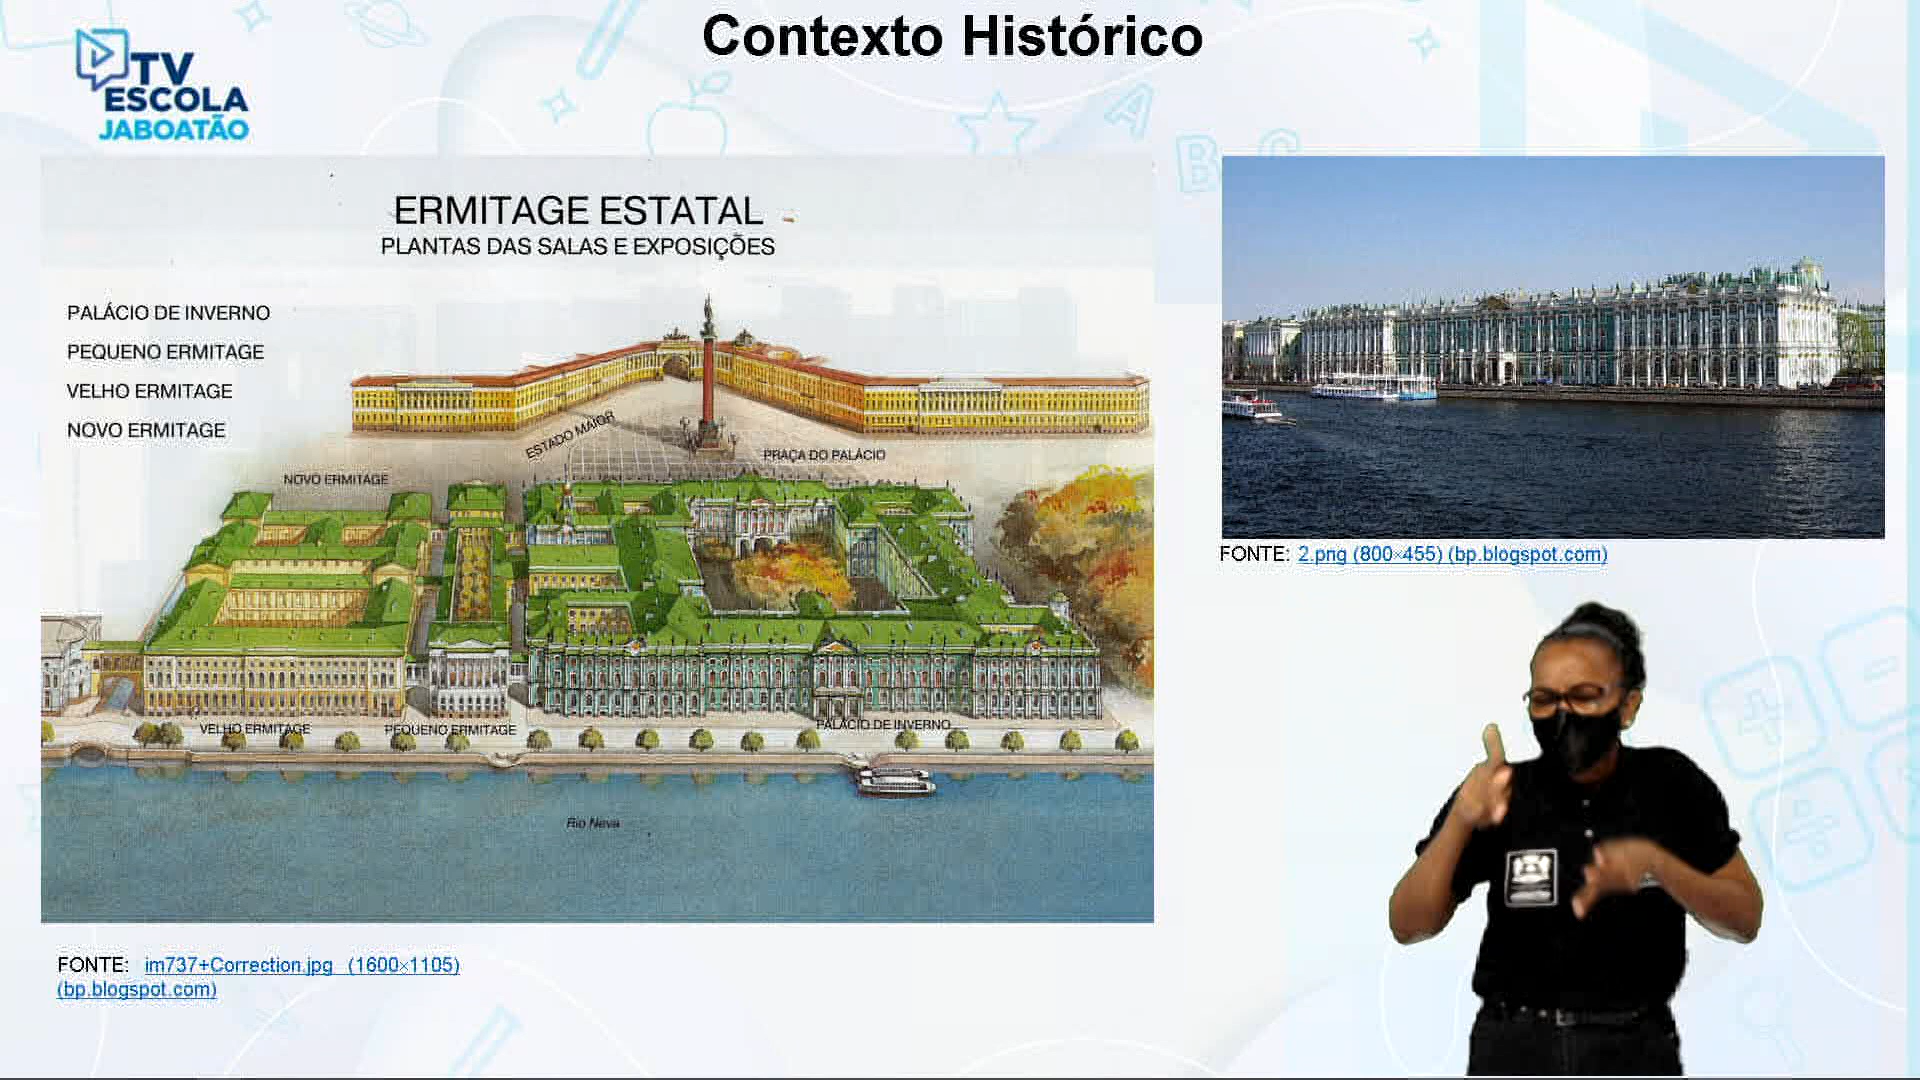 Contexto Histórico
TV
ESCOLA
JABOATÃO
ERMITAGE ESTATAL
PLANTAS DAS SALAS E EXPOSIÇÕES
PALÁCIO DE INVERNO
PEQUENO ERMITAGE
VELHO ERMITAGE
NOVO ERMITAGE
ESTADO MAIOR
PRAÇA DO PALÁCIO
NOVO ERMITAGE
VELHO ERMITAGE
PEQUENO ERMITAGE
PALÁCIO DE INVERNO
Rio Neva
FONTE: im737+Correction.jpg (1600×1105)
(bp.blogspot.com)
FONTE: 2.png (800×455) (bp.blogspot.com)
A
B
C